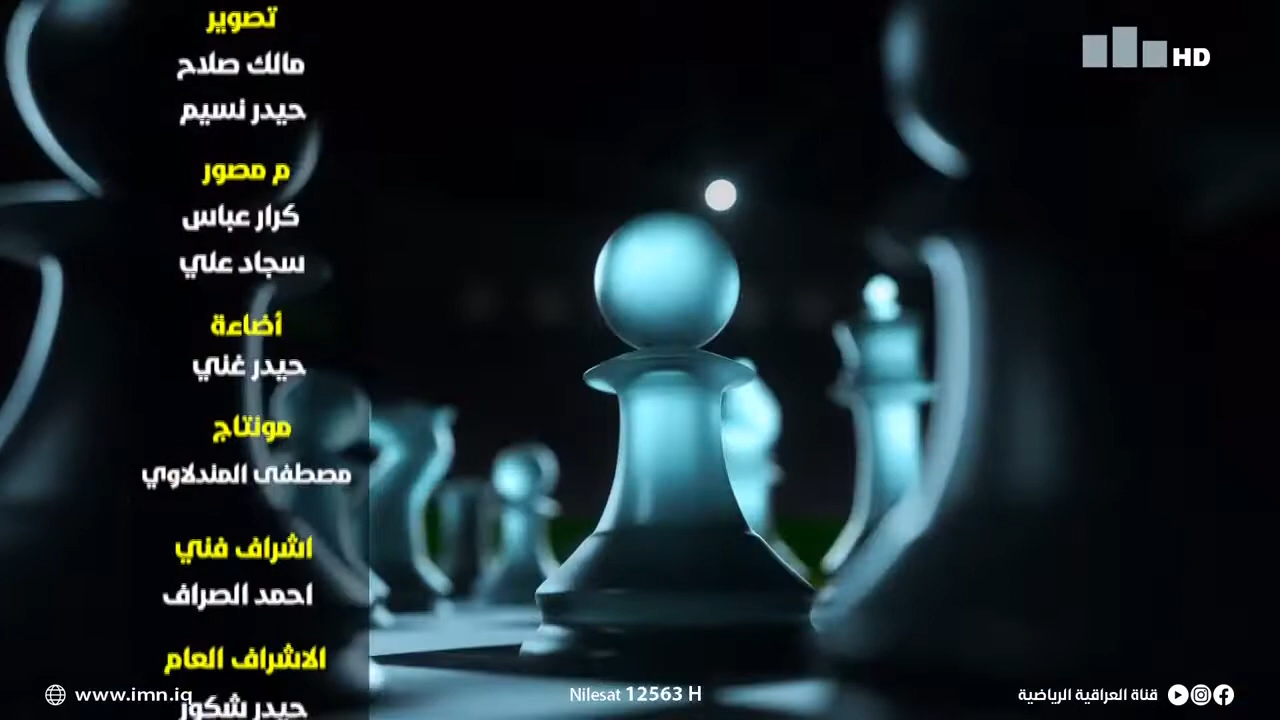 تصوير
مالك صلاح
حيدر نسيم
م مصور
كرار عباس
سجاد علي
أضاءة
حيدر غني
مونتاج
مصطفى المندلاوي
اشراف فني
احمد الصراف
الاشراف العام
حيدر شكور
HD
www.imn.iq
Nilesat 12563 H
قناة العراقية الرياضية